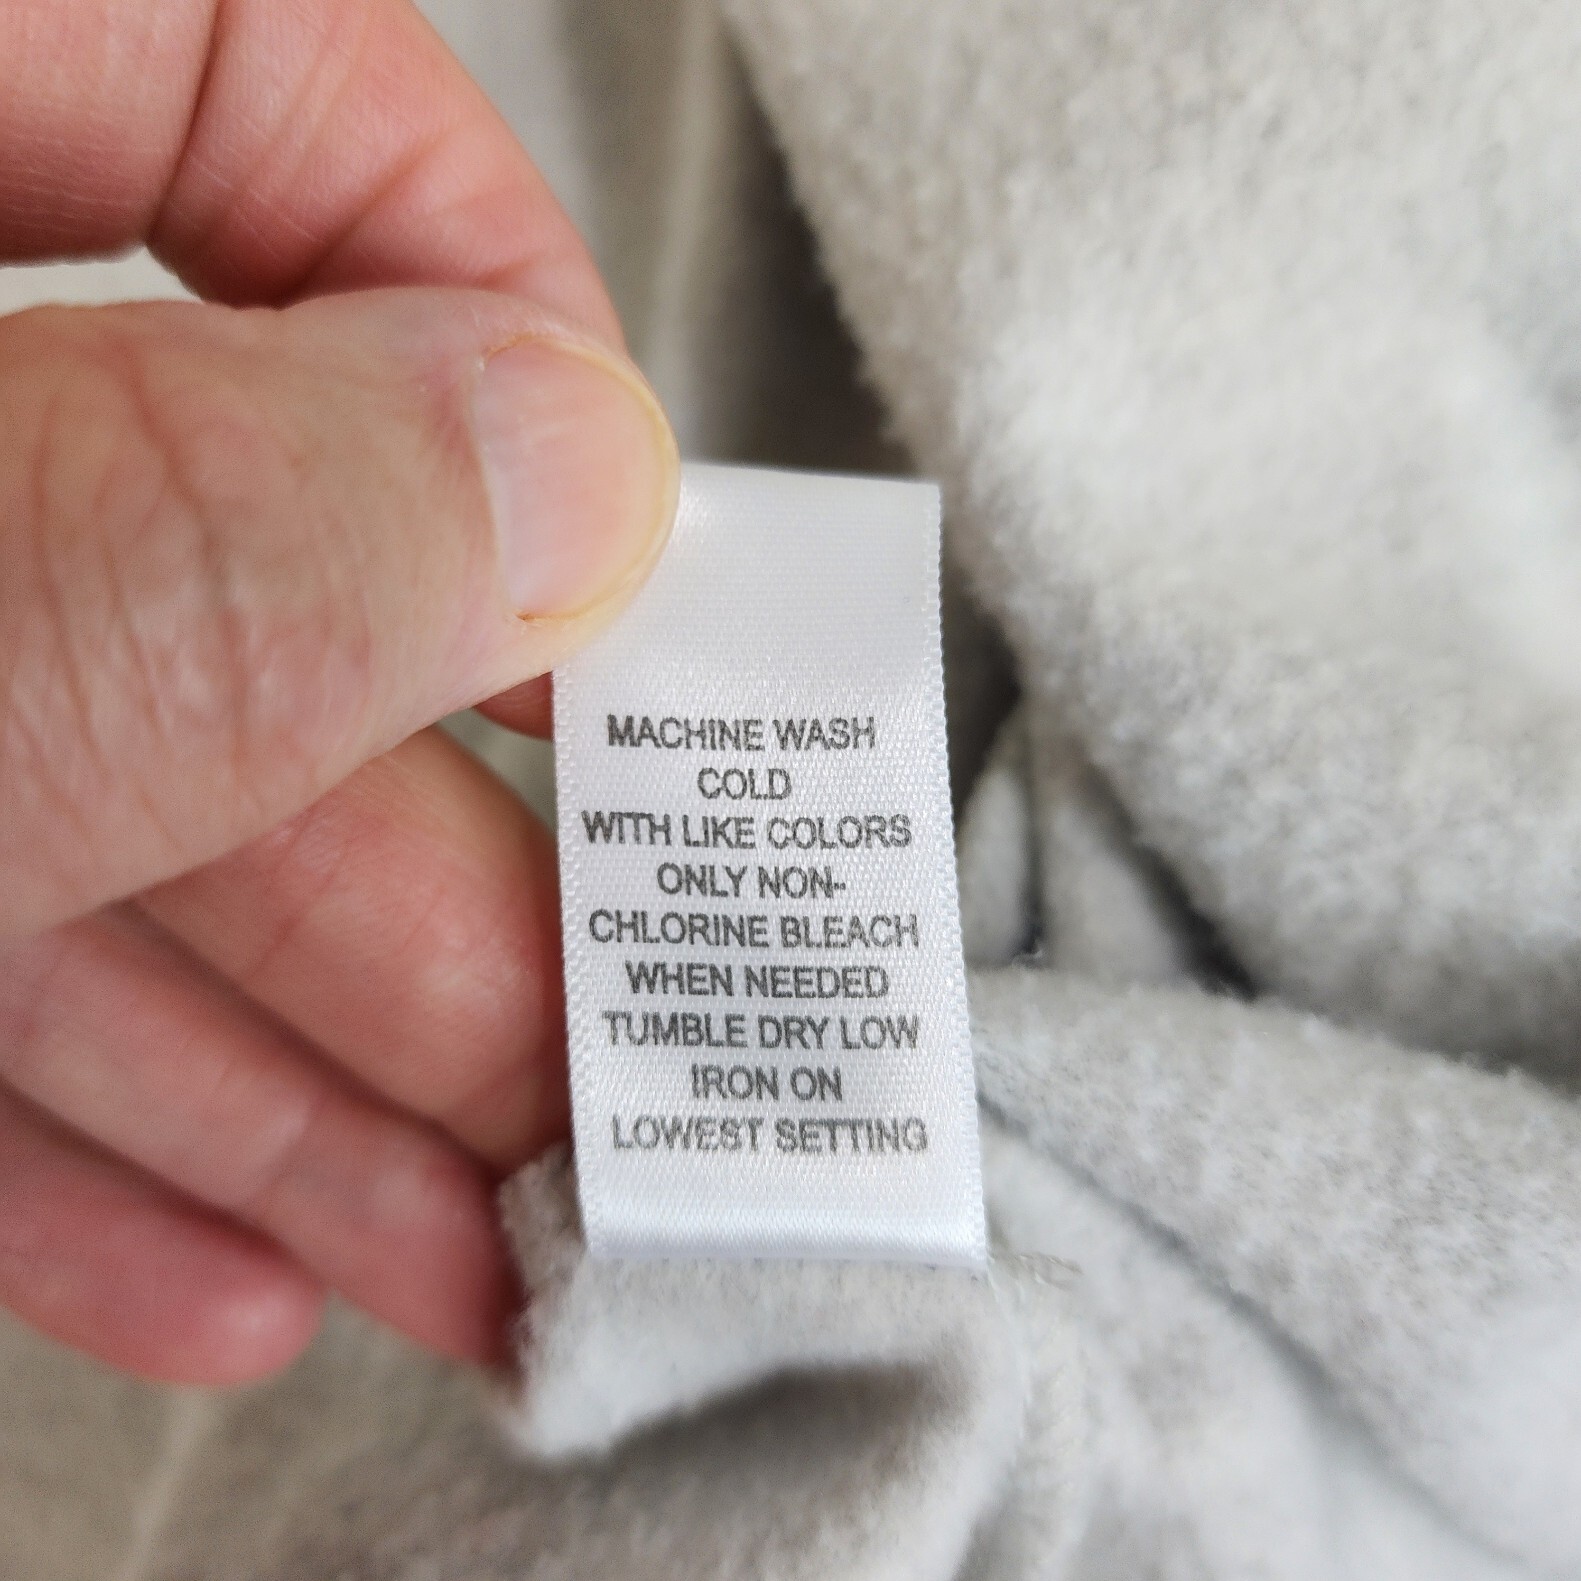 MACHINE WASH
COLD
WITH LIKE COLORS
ONLY NON-
CHLORINE BLEACH
WHEN NEEDED
TUMBLE DRY LOW
IRON ON
LOWEST SETTING